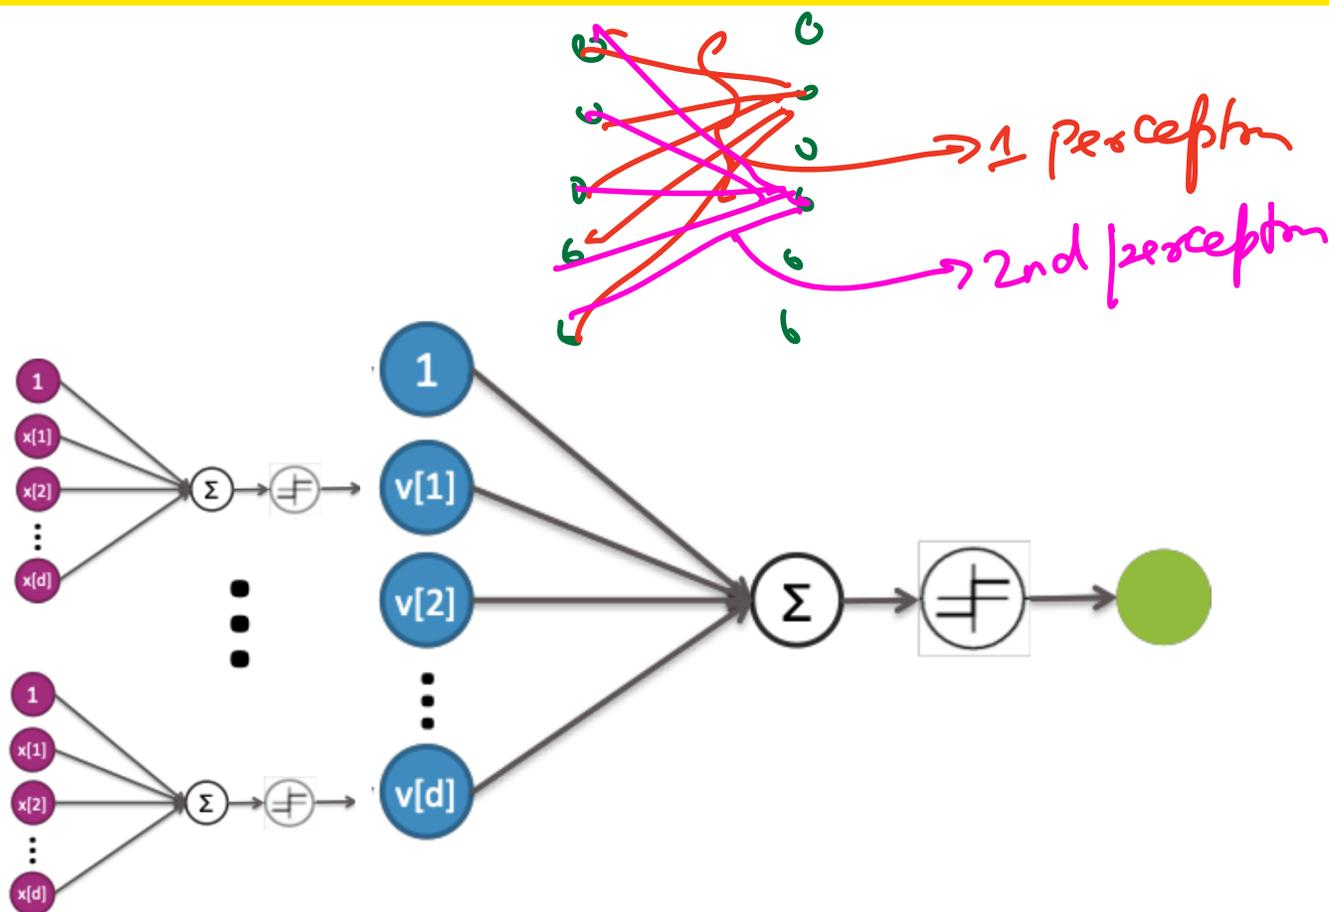 1 perceptron
2nd perceptron
1
x[1]
x[2]
x[d]
Σ
1
v[1]
v[2]
v[d]
Σ
1
x[1]
x[2]
x[d]
Σ